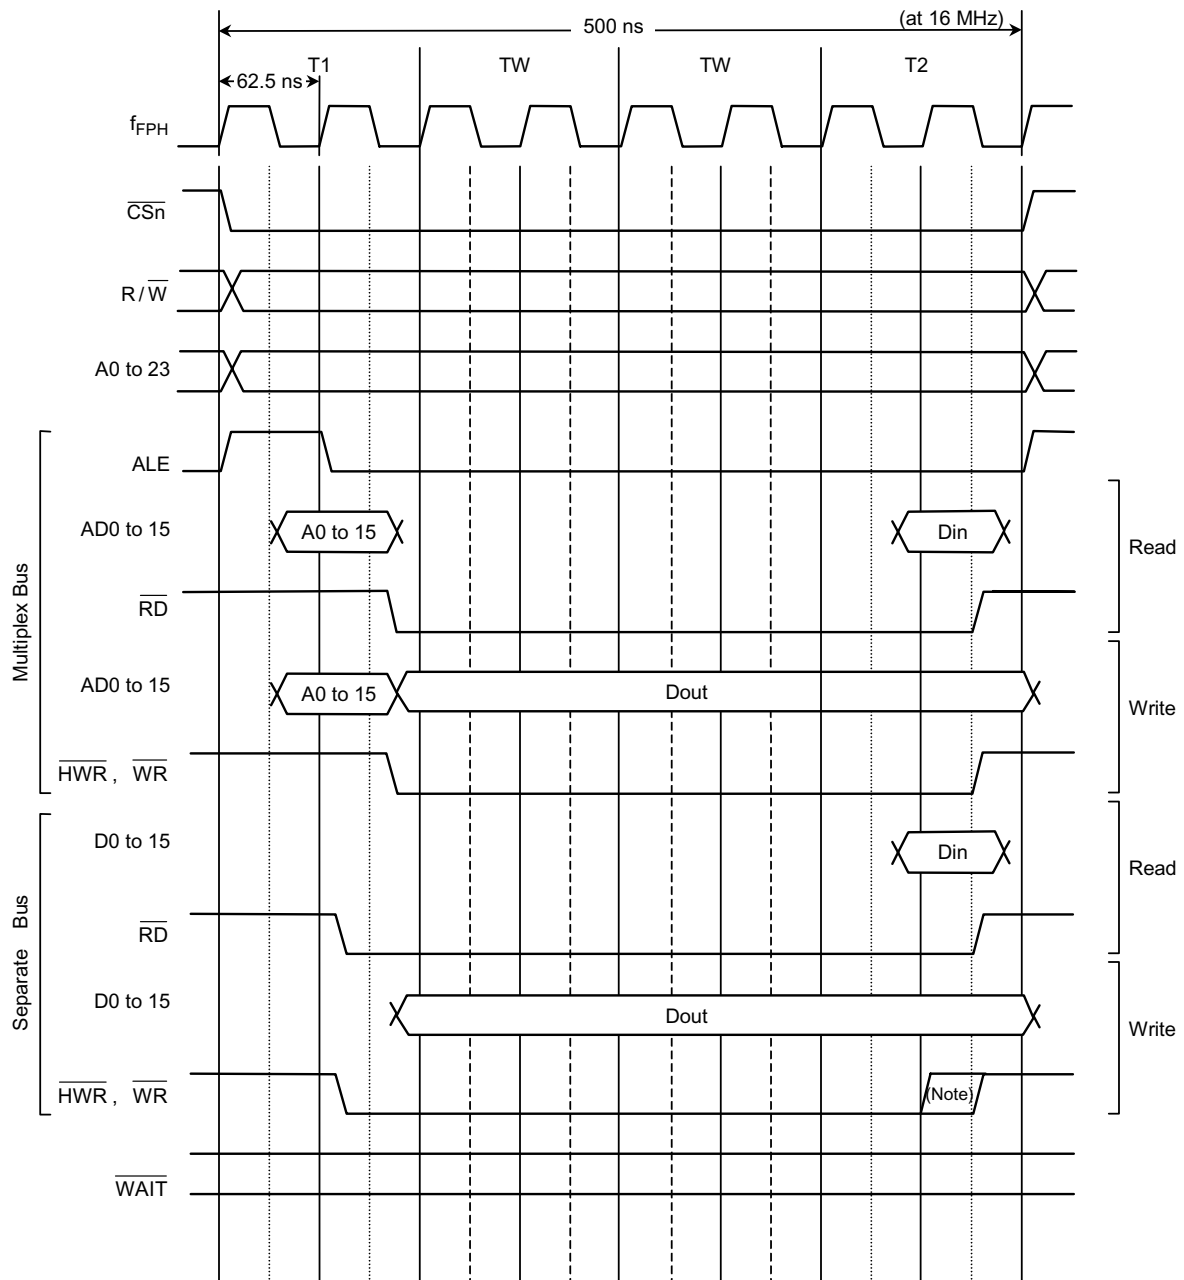 500 ns
(at 16 MHz)
T1 TW TW T2
62.5 ns
fFPH
CSn
R/W
A0 to 23
Multiplex Bus
ALE
AD0 to 15 A0 to 15 Din
RD
Read
AD0 to 15 A0 to 15 Dout
HWR, WR
Write
Separate Bus
D0 to 15 Din
RD
Read
D0 to 15 Dout
HWR, WR (Note)
Write
WAIT